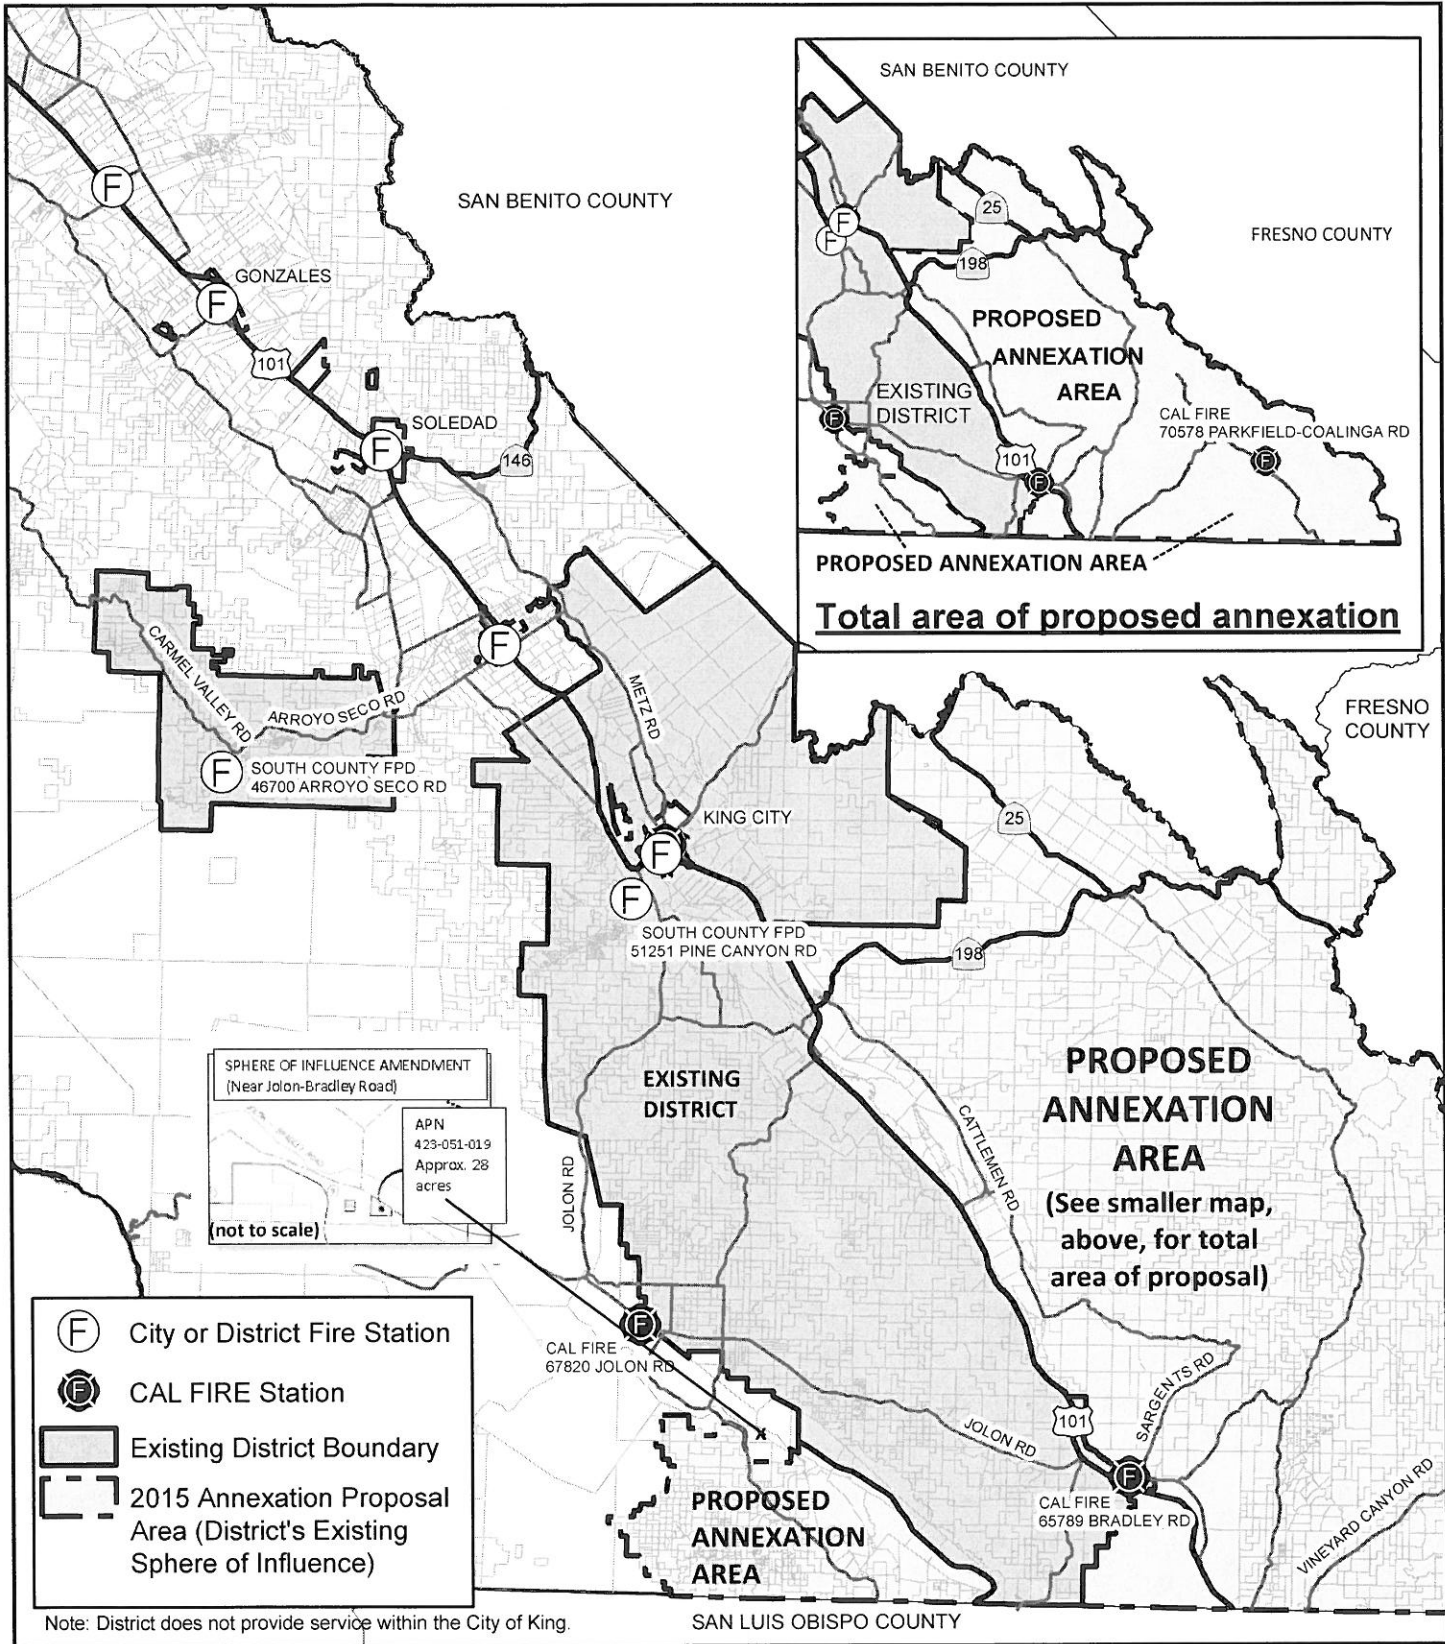 SAN BENITO COUNTY
F
GONZALES
F
101
SOLEDAD
F
146
F
METZ RD
CARMEL VALLEY RD
ARROYO SECO RD
F
SOUTH COUNTY FPD
46700 ARROYO SECO RD
KING CITY
F
F
SOUTH COUNTY FPD
51251 PINE CANYON RD
25
198
FRESNO
COUNTY
SAN BENITO COUNTY
FRESNO COUNTY
25
198
F
F
PROPOSED
ANNEXATION
AREA
EXISTING
DISTRICT
F
CAL FIRE
70578 PARKFIELD-COALINGA RD
F
101
F
PROPOSED ANNEXATION AREA
Total area of proposed annexation
EXISTING
DISTRICT
PROPOSED
ANNEXATION
AREA
(See smaller map,
above, for total
area of proposal)
CATTLEMEN RD
JOLON RD
SPHERE OF INFLUENCE AMENDMENT
(Near Jolon-Bradley Road)
APN
423-051-019
Approx. 28
acres
(not to scale)
F
CAL FIRE
67820 JOLON RD
x
JOLON RD
101
SARGENTS RD
F
CAL FIRE
65789 BRADLEY RD
VINEYARD CANYON RD
PROPOSED
ANNEXATION
AREA
F City or District Fire Station
F CAL FIRE Station
Existing District Boundary
2015 Annexation Proposal
Area (District's Existing
Sphere of Influence)
Note: District does not provide service within the City of King.
SAN LUIS OBISPO COUNTY